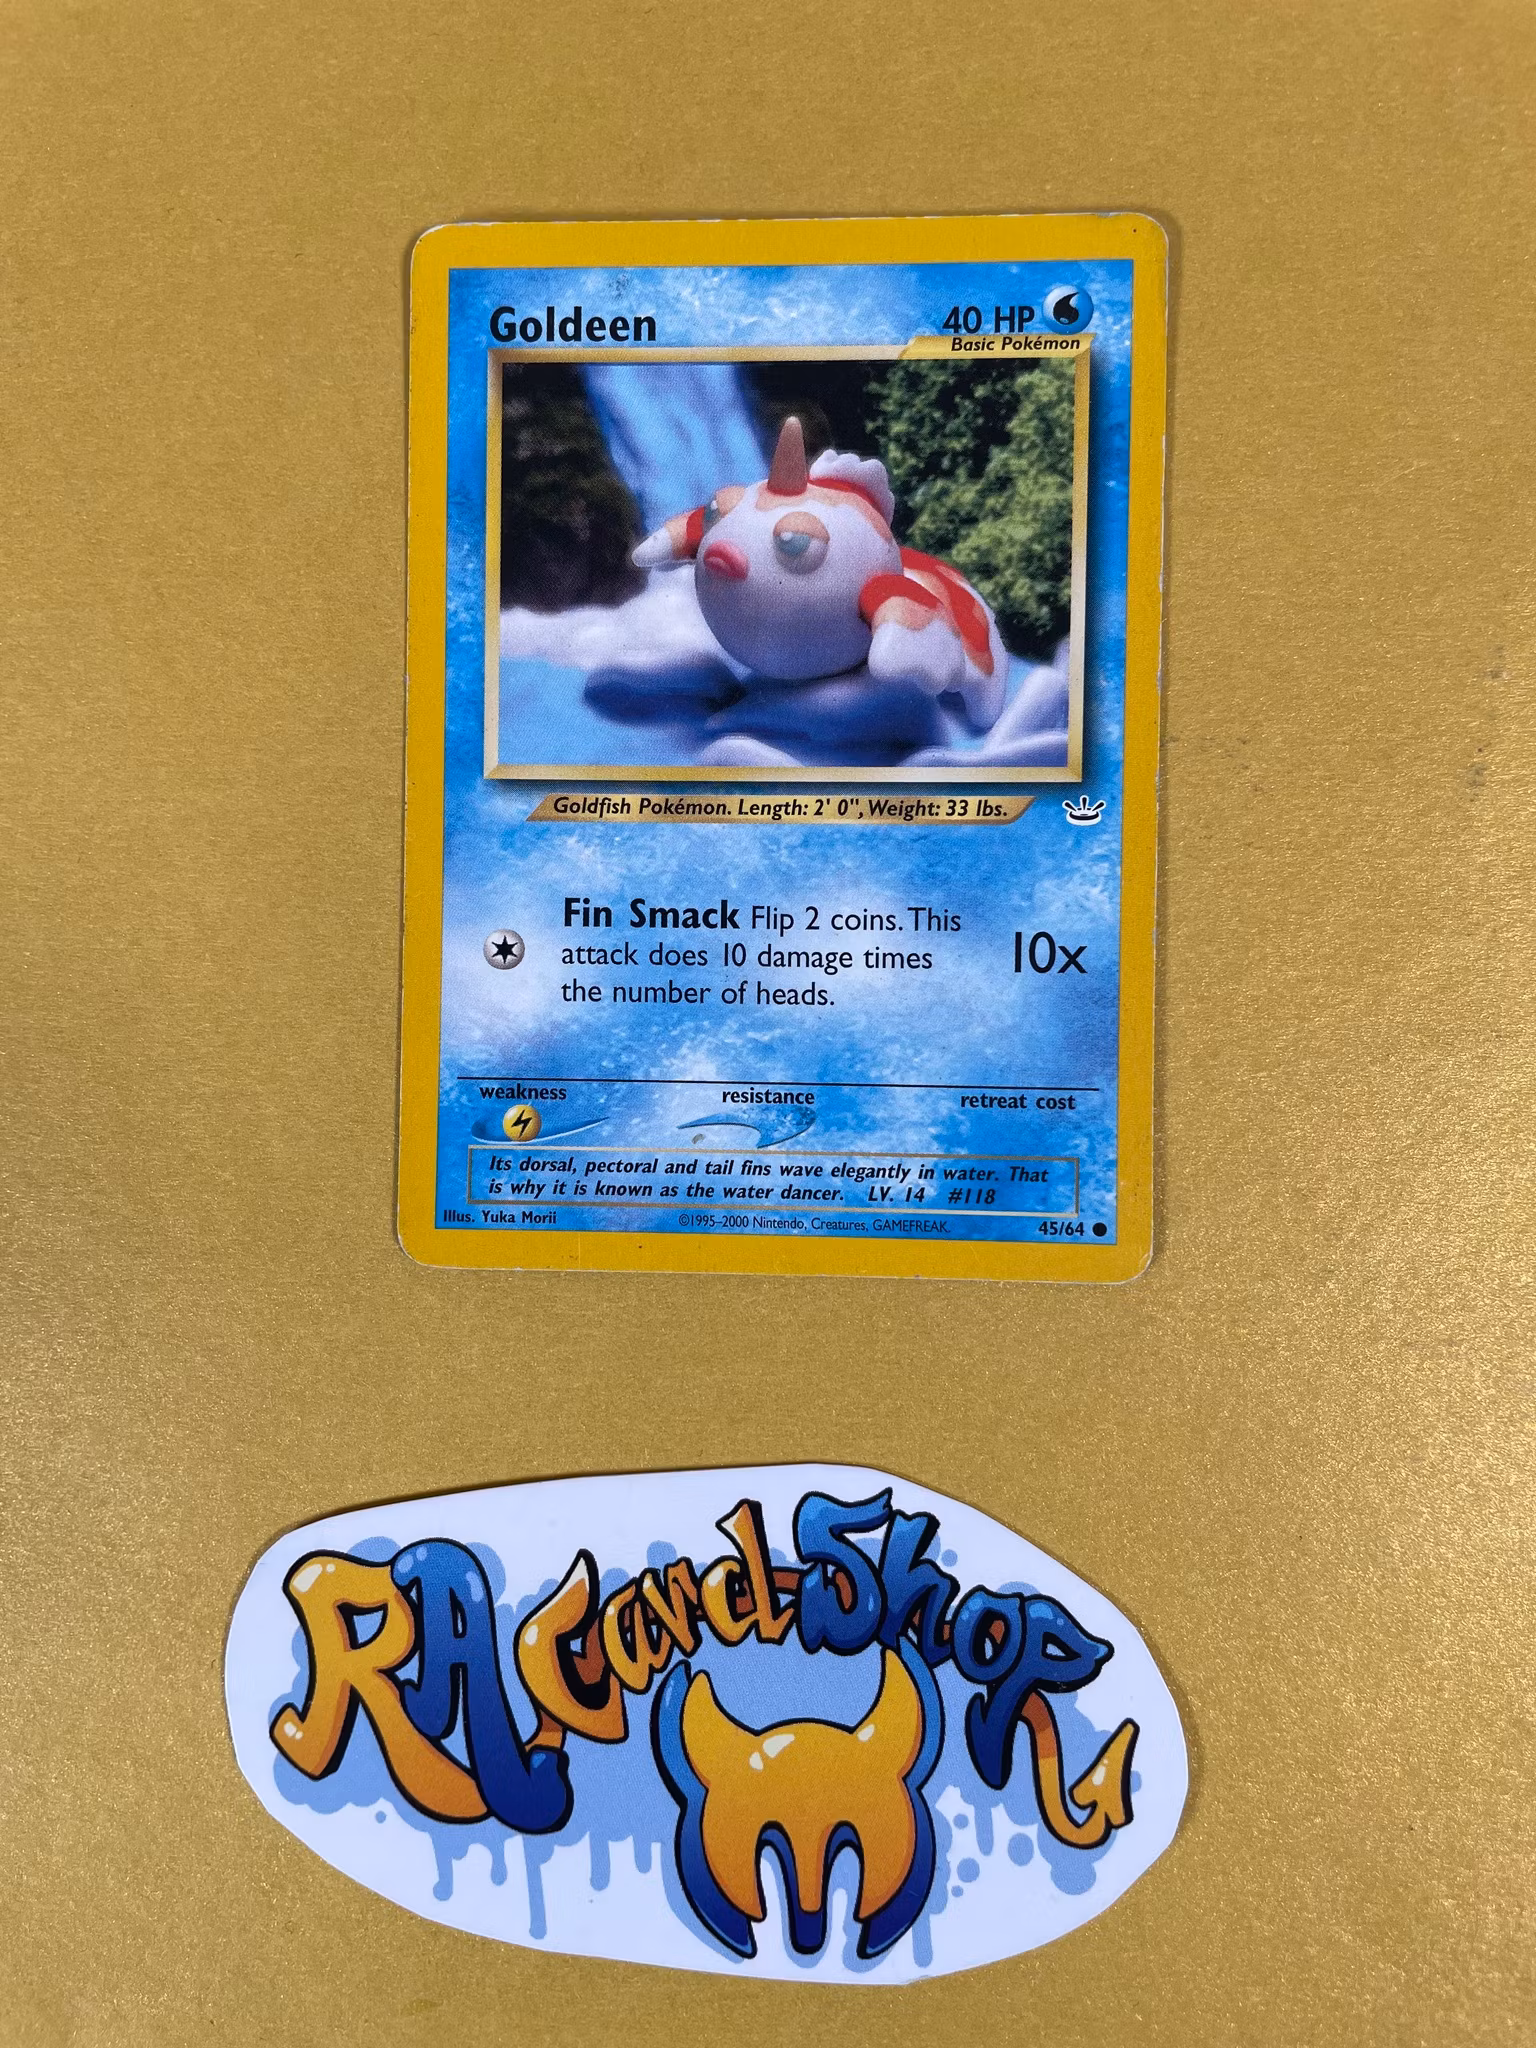 Goldeen
40 HP
Basic Pokémon
Goldfish Pokémon. Length: 2' 0", Weight: 33 lbs.
Fin Smack Flip 2 coins. This
attack does 10 damage times
the number of heads.
10x
weakness
resistance
retreat cost
Its dorsal, pectoral and tail fins wave elegantly in water. That
is why it is known as the water dancer. LV. 14 #118
Illus. Yuka Morii
©1995–2000 Nintendo, Creatures, GAMEFREAK.
45/64
RA Card Shop